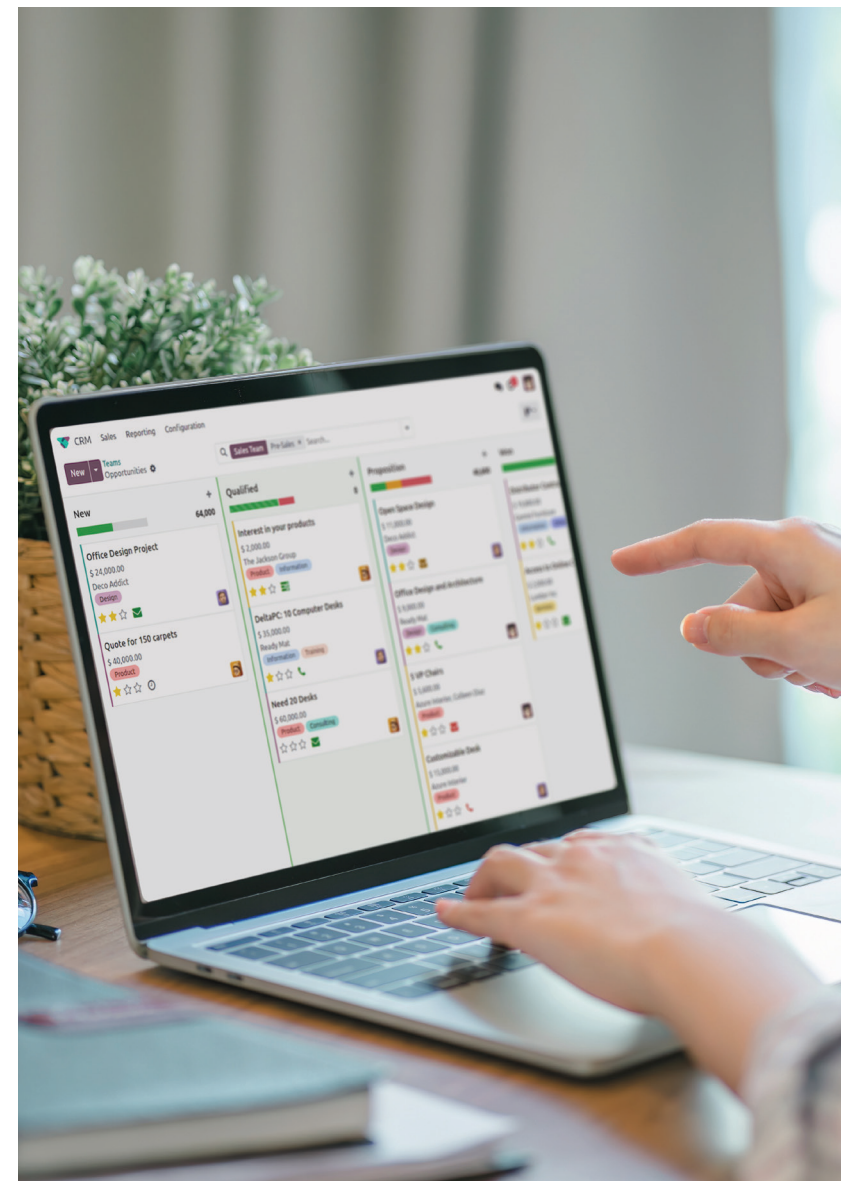 CRM Sales Reporting Configuration
New Teams
Opportunities
Sales Team Pre-Sales × Search...
New + 64,000
Office Design Project
$ 24,000.00
Deco Addict
Design
Quote for 150 carpets
$ 40,000.00
Product
Qualified +
Interest in your products
$ 2,000.00
The Jackson Group
Product Information
DeltaPC: 10 Computer Desks
$ 35,000.00
Ready Mat
Information Training
Need 20 Desks
$ 60,000.00
Product Consulting
Proposition +
Open Space Design
$ 11,000.00
Deco Addict
Design
Office Design and Architecture
$ 9,000.00
Ready Mat
Design Consulting
5 VP Chairs
$ 5,600.00
Azure Interior, Colleen Diaz
Product
Customizable Desk
$ 15,000.00
Azure Interior
Product
Won